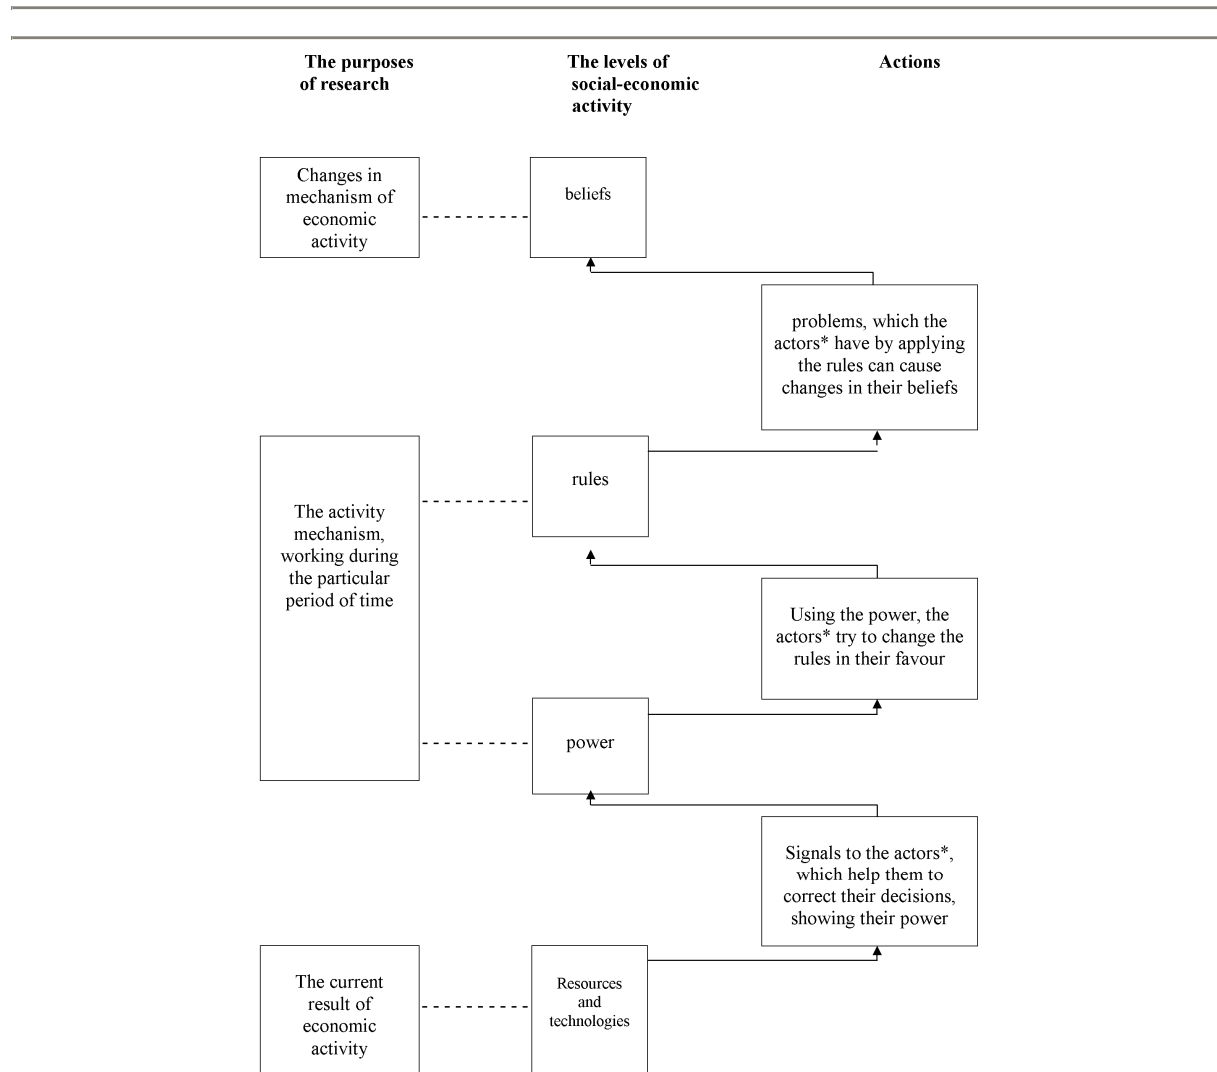 The purposes
of research
The levels of
social-economic
activity
Actions
Changes in
mechanism of
economic
activity
beliefs
problems, which the
actors* have by applying
the rules can cause
changes in their beliefs
The activity
mechanism,
working during
the particular
period of time
rules
Using the power, the
actors* try to change the
rules in their favour
power
Signals to the actors*,
which help them to
correct their decisions,
showing their power
The current
result of
economic
activity
Resources
and
technologies